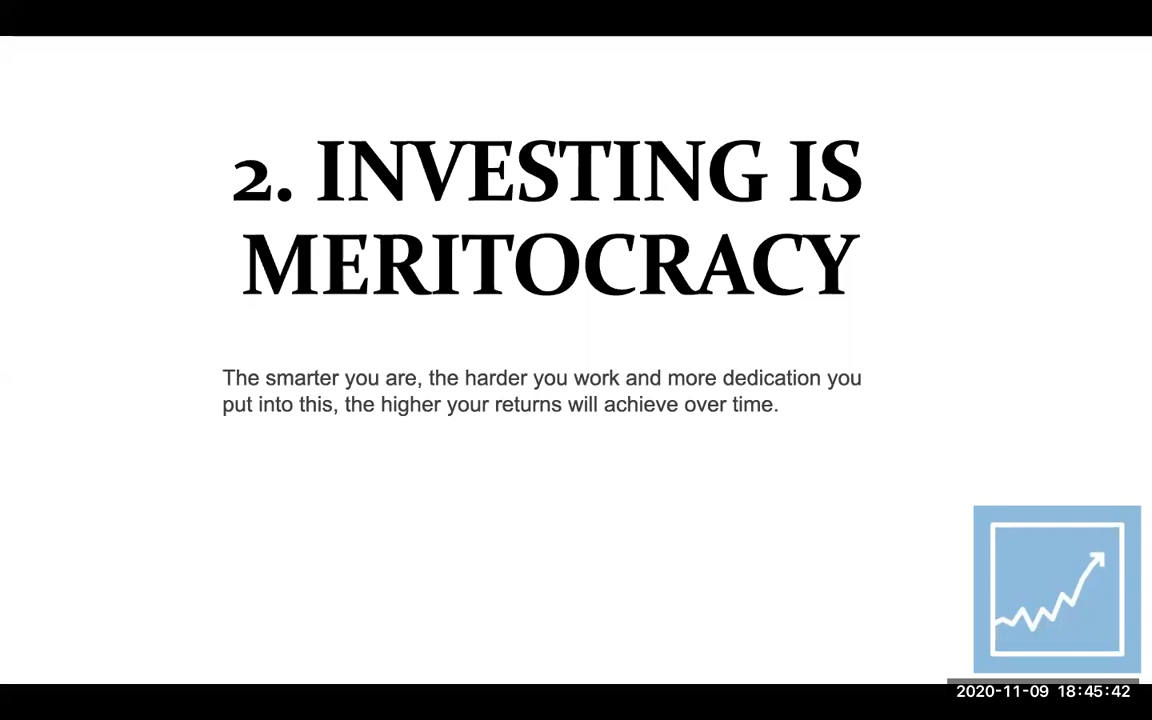 2. INVESTING IS
MERITOCRACY
The smarter you are, the harder you work and more dedication you
put into this, the higher your returns will achieve over time.
2020-11-09 18:45:42